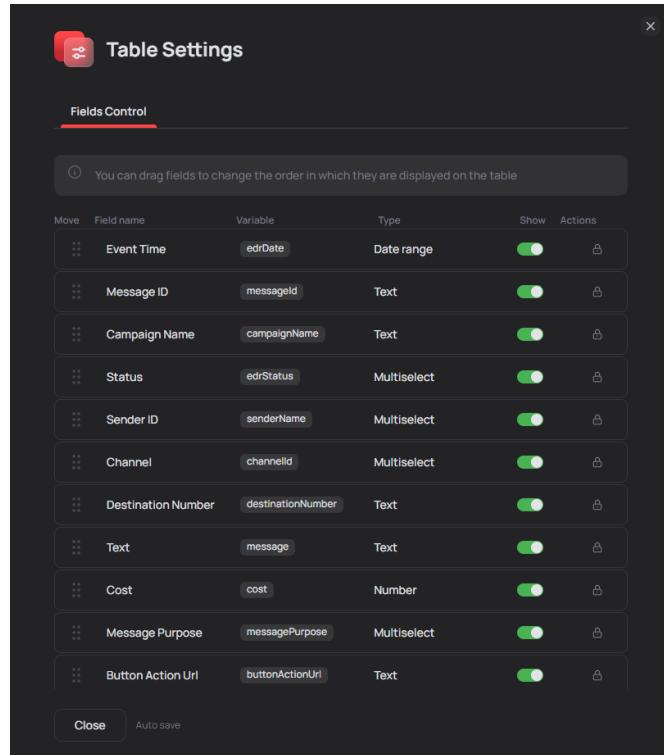 Table Settings
Fields Control
You can drag fields to change the order in which they are displayed on the table
Move Field name Variable Type Show Actions
Event Time edrDate Date range
Message ID messageId Text
Campaign Name campaignName Text
Status edrStatus Multiselect
Sender ID senderName Multiselect
Channel channelId Multiselect
Destination Number destinationNumber Text
Text message Text
Cost cost Number
Message Purpose messagePurpose Multiselect
Button Action Url buttonActionUrl Text
Close Auto save